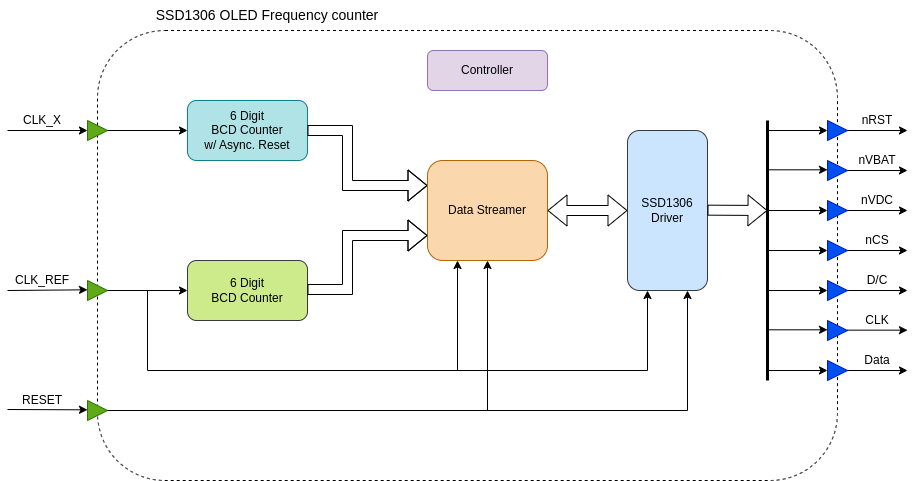 SSD1306 OLED Frequency counter
Controller
CLK_X
6 Digit
BCD Counter
w/ Async. Reset
nRST
nVBAT
Data Streamer
SSD1306
Driver
nVDC
nCS
CLK_REF
6 Digit
BCD Counter
D/C
CLK
Data
RESET